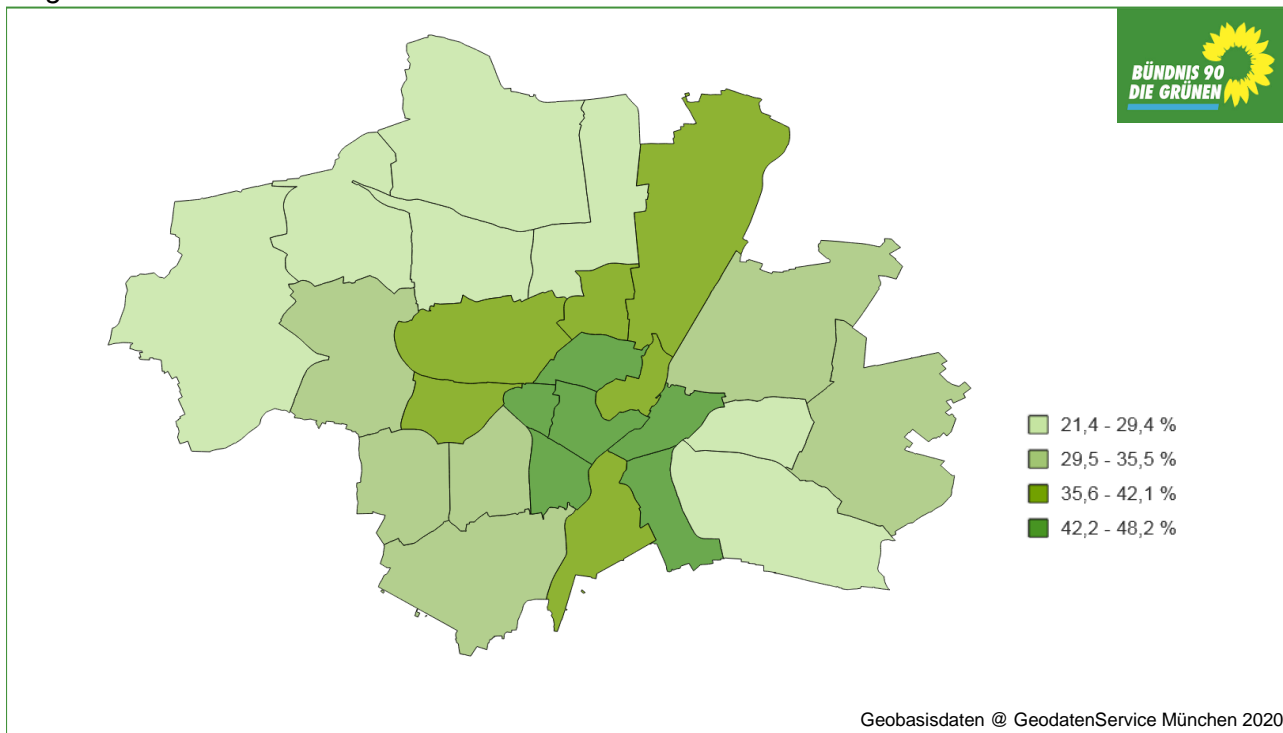 BÜNDNIS 90
DIE GRÜNEN
21,4 - 29,4 %
29,5 - 35,5 %
35,6 - 42,1 %
42,2 - 48,2 %
Geobasisdaten @ GeodatenService München 2020